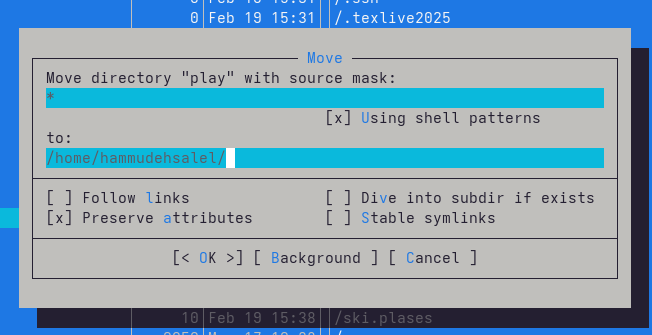 /.ssh
0 Feb 19 15:31 /.texlive2025
Move
Move directory "play" with source mask:
*
[x] Using shell patterns
to:
/home/hammudehsalel/
[ ] Follow links [ ] Dive into subdir if exists
[x] Preserve attributes [ ] Stable symlinks
[< OK >] [ Background ] [ Cancel ]
10 Feb 19 15:38 /ski.plases